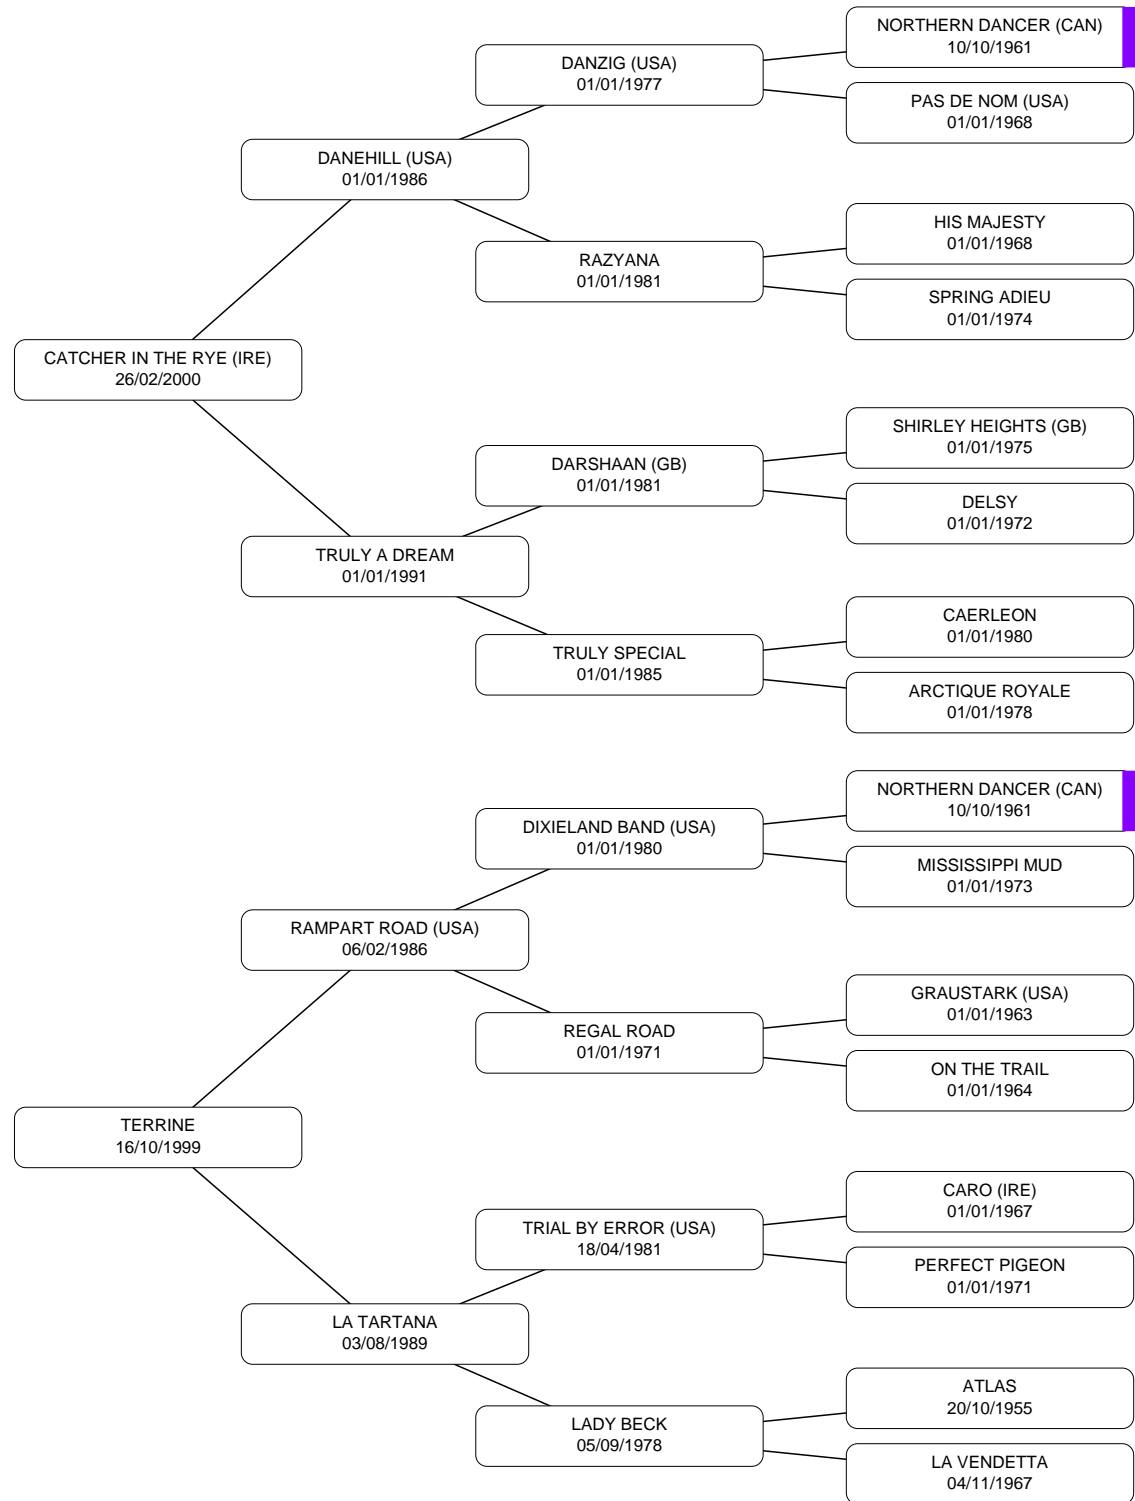 NORTHERN DANCER (CAN)
10/10/1961
DANZIG (USA)
01/01/1977
PAS DE NOM (USA)
01/01/1968
DANEHILL (USA)
01/01/1986
HIS MAJESTY
01/01/1968
RAZYANA
01/01/1981
SPRING ADIEU
01/01/1974
CATCHER IN THE RYE (IRE)
26/02/2000
SHIRLEY HEIGHTS (GB)
01/01/1975
DARSHAAN (GB)
01/01/1981
DELSY
01/01/1972
TRULY A DREAM
01/01/1991
CAERLEON
01/01/1980
TRULY SPECIAL
01/01/1985
ARCTIQUE ROYALE
01/01/1978
NORTHERN DANCER (CAN)
10/10/1961
DIXIELAND BAND (USA)
01/01/1980
MISSISSIPPI MUD
01/01/1973
RAMPART ROAD (USA)
06/02/1986
GRAUSTARK (USA)
01/01/1963
REGAL ROAD
01/01/1971
ON THE TRAIL
01/01/1964
TERRINE
16/10/1999
CARO (IRE)
01/01/1967
TRIAL BY ERROR (USA)
18/04/1981
PERFECT PIGEON
01/01/1971
LA TARTANA
03/08/1989
ATLAS
20/10/1955
LADY BECK
05/09/1978
LA VENDETTA
04/11/1967